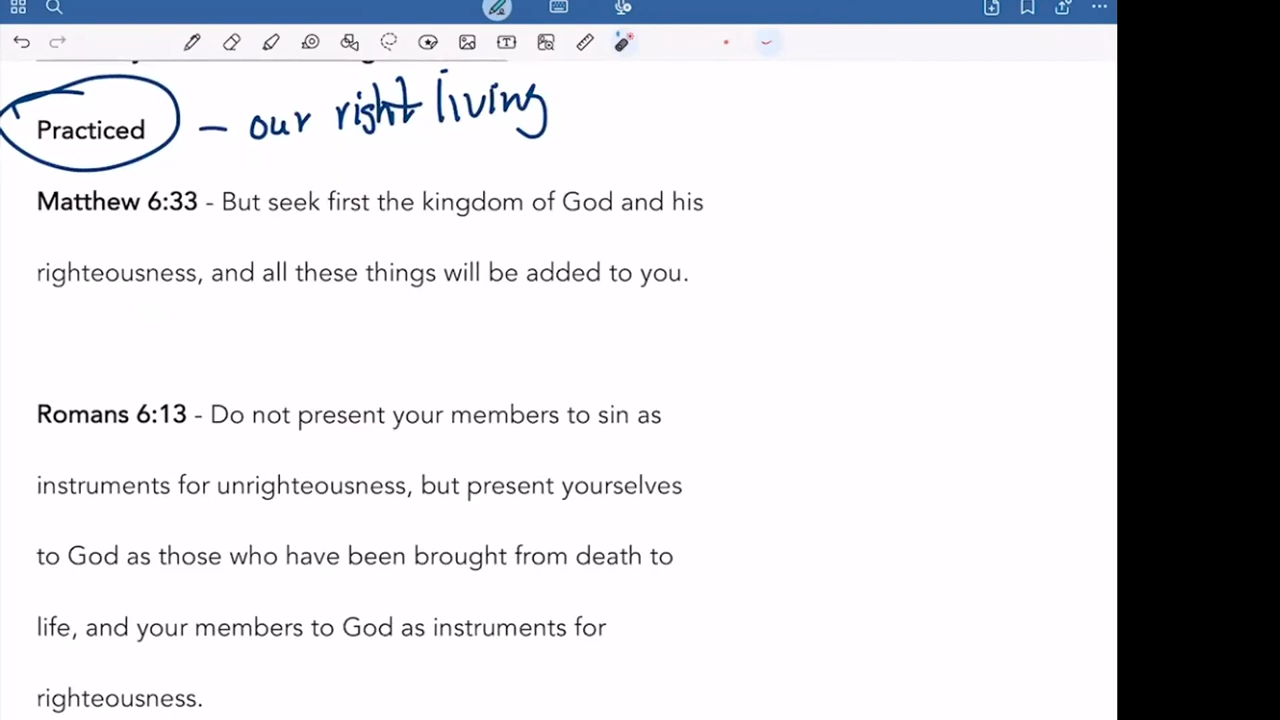 Practiced - our right living
Matthew 6:33 - But seek first the kingdom of God and his
righteousness, and all these things will be added to you.
Romans 6:13 - Do not present your members to sin as
instruments for unrighteousness, but present yourselves
to God as those who have been brought from death to
life, and your members to God as instruments for
righteousness.